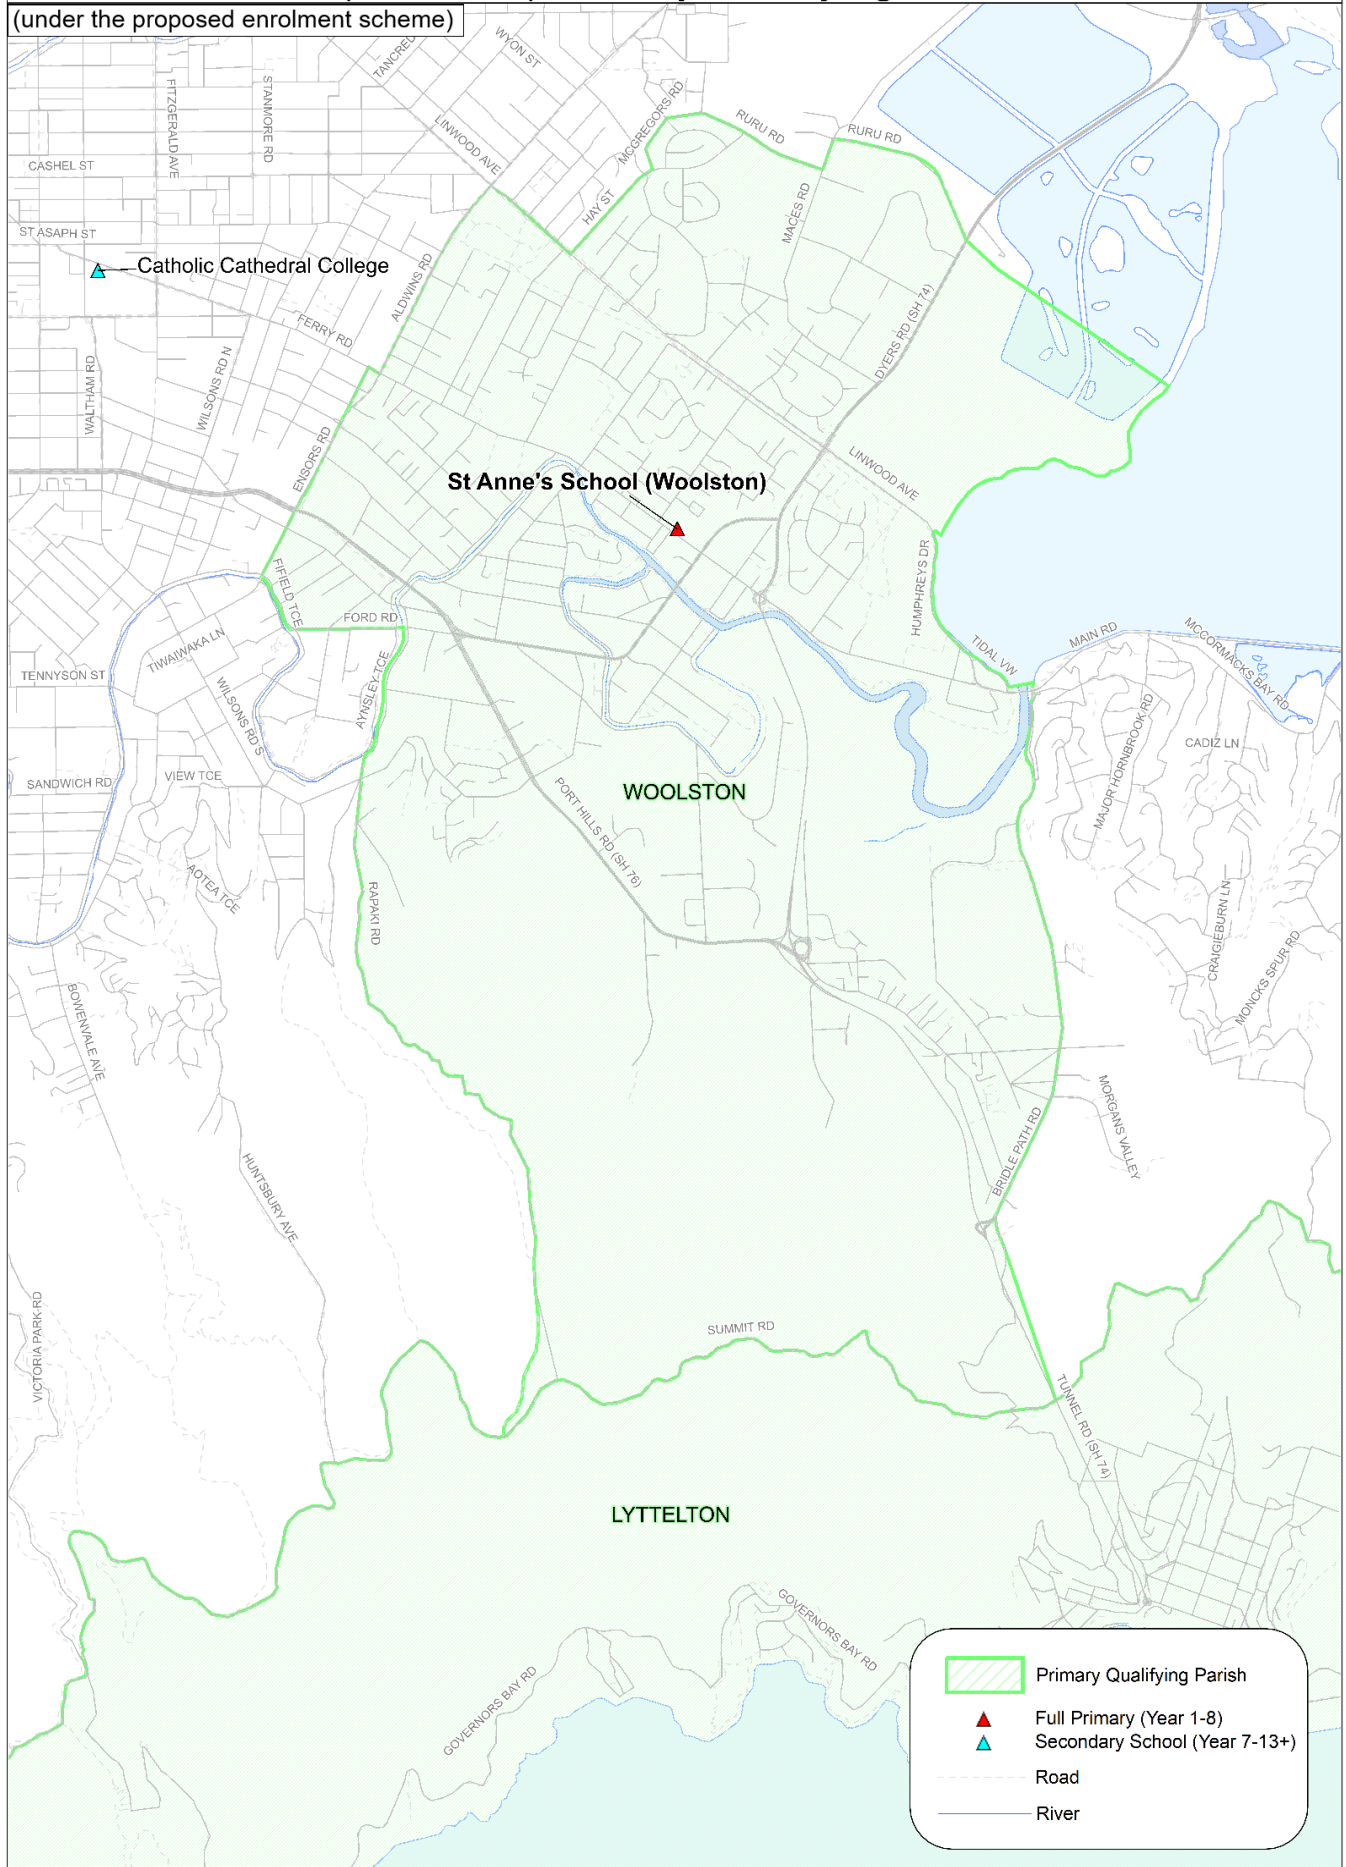 (under the proposed enrolment scheme)
WYON ST
TANCRED
FITZGERALD AVE
STANMORE RD
LINWOOD AVE
MCGREGORS RD
RURU RD
RURU RD
CASHEL ST
HAY ST
MACES RD
ST ASAPH ST
Catholic Cathedral College
ALDWINS RD
FERRY RD
DYERS RD (SH 74)
WALTHAM RD
WILSONS RD N
ENSORS RD
LINWOOD AVE
St Anne's School (Woolston)
FIFIELD TCE
FORD RD
HUMPHREYS DR
TIWAIWAKA LN
TIDAL VW
MAIN RD
MCCORMACKS BAY RD
TENNYSON ST
WILSONS RD S
AYNSLEY TCE
MAJOR HORNBROOK RD
CADIZ LN
SANDWICH RD
VIEW TCE
WOOLSTON
PORT HILLS RD (SH 76)
AOTEA TCE
RAPAKI RD
CRAIGIEBURN LN
MONCKS SPUR RD
BOWENVALE AVE
MORGANS VALLEY
BRIDLE PATH RD
HUNTSBURY AVE
VICTORIA PARK RD
SUMMIT RD
TUNNEL RD (SH 74)
LYTTELTON
GOVERNORS BAY RD
GOVERNORS BAY RD
Primary Qualifying Parish
Full Primary (Year 1-8)
Secondary School (Year 7-13+)
Road
River